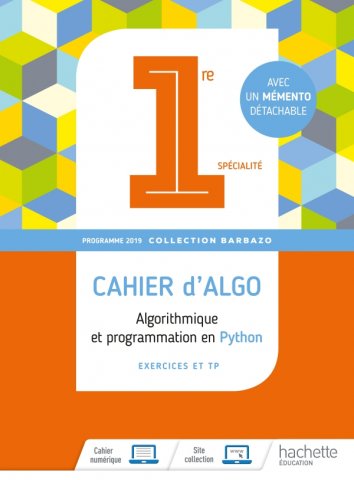 1re
SPÉCIALITÉ
AVEC
UN MÉMENTO
DÉTACHABLE
PROGRAMME 2019 COLLECTION BARBAZO
CAHIER d'ALGO
Algorithmique
et programmation en Python
EXERCICES ET TP
Cahier
numérique
Site
collection
hachette
ÉDUCATION